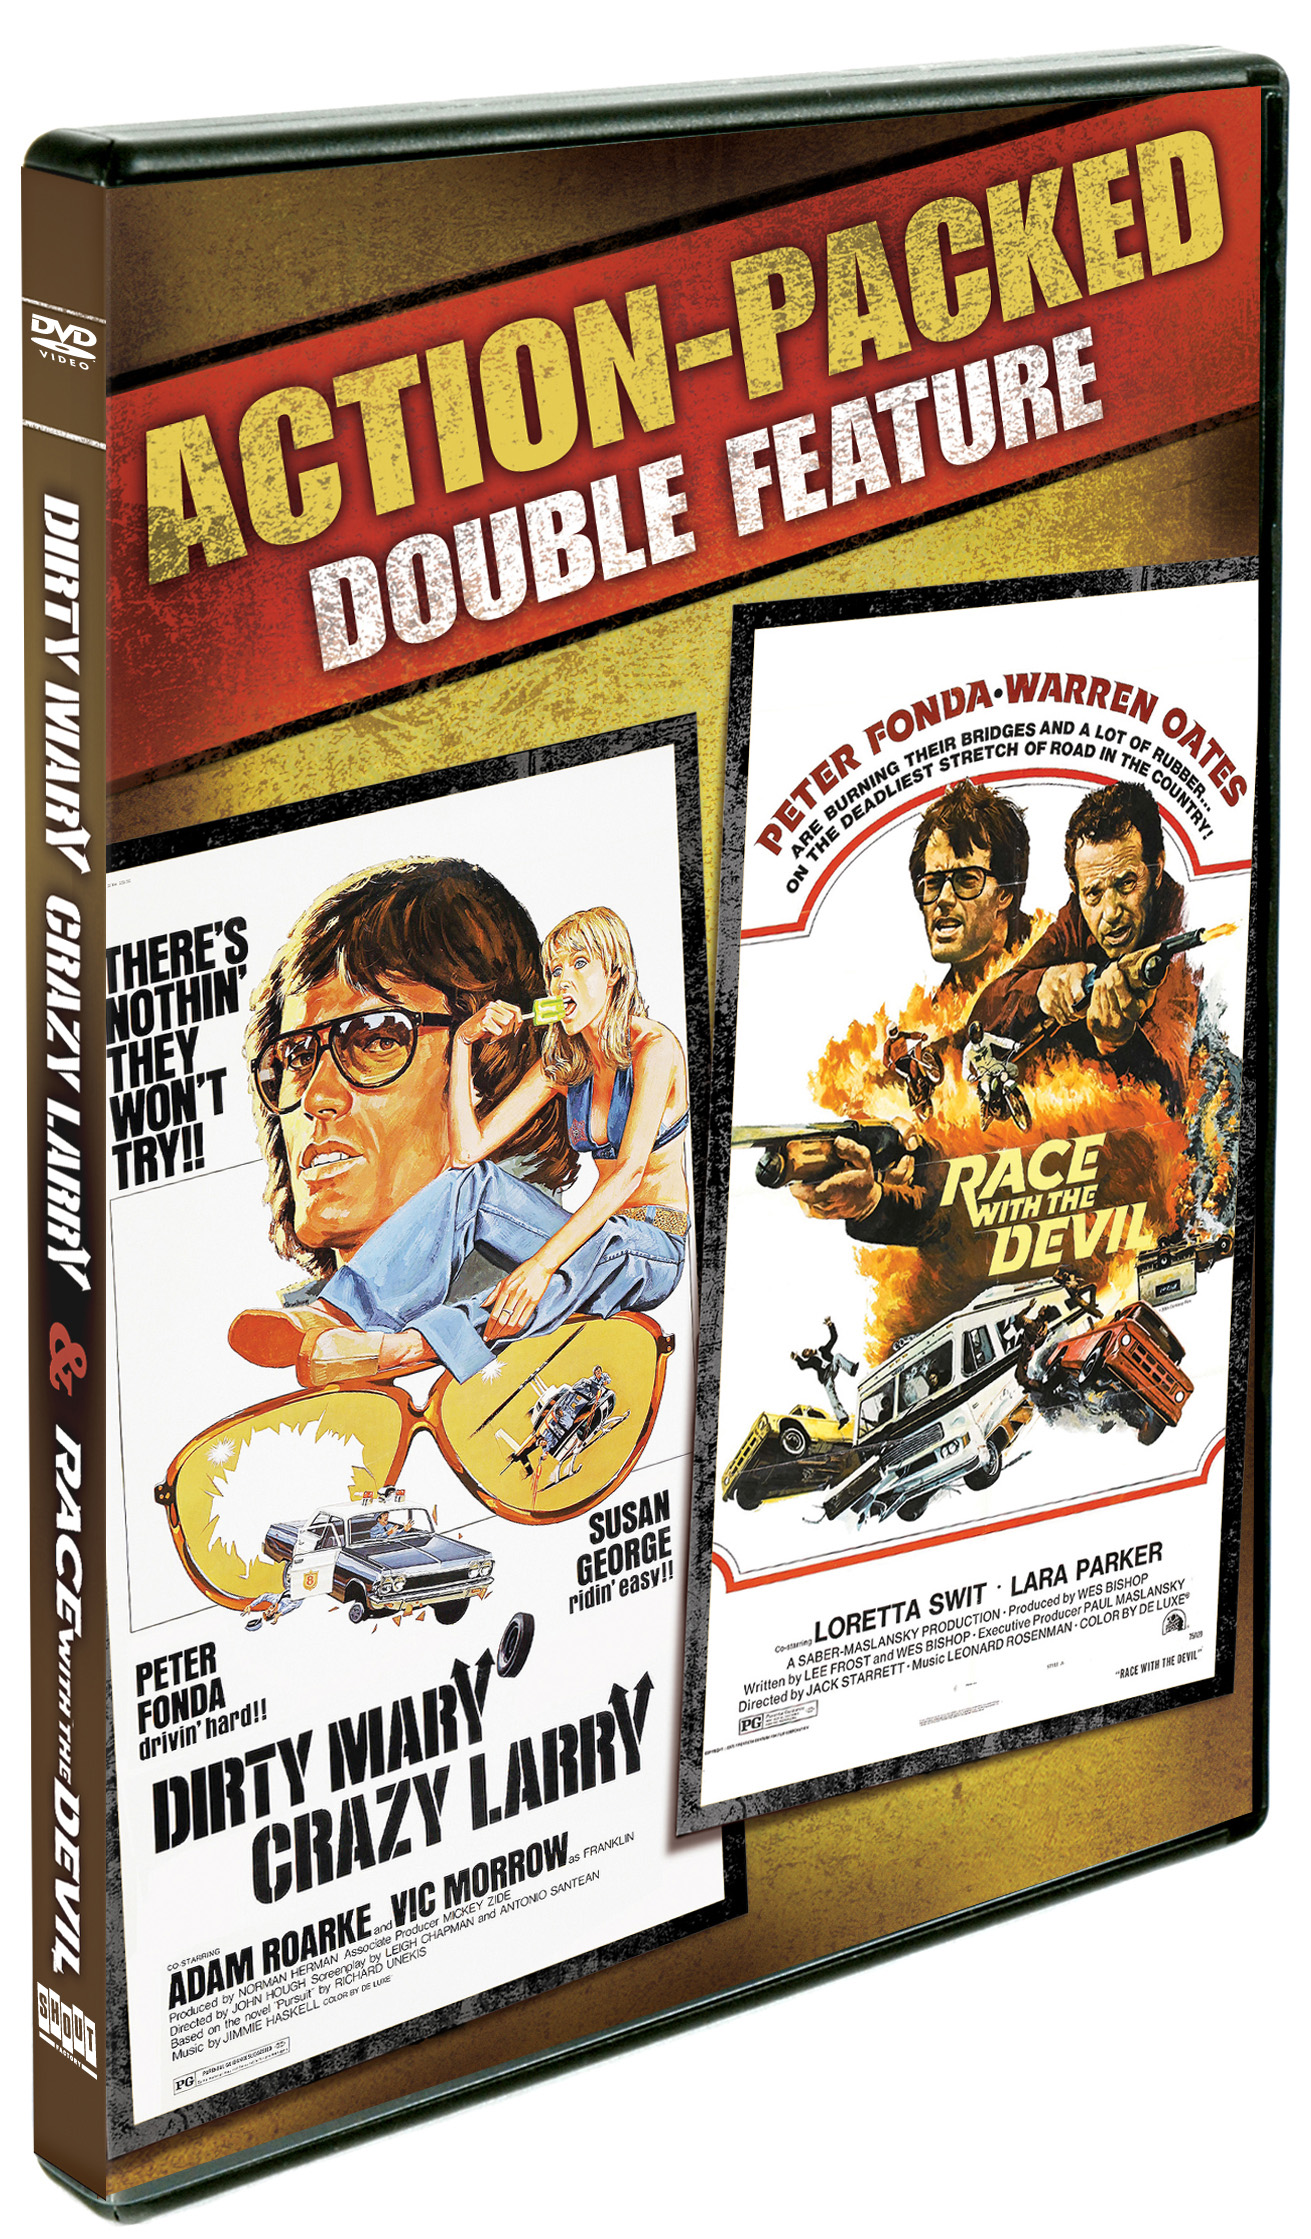 DVD
VIDEO
DIRTY MARY CRAZY LARRY & RACE WITH THE DEVIL
SHOUT
FACTORY
ACTION-PACKED
DOUBLE FEATURE
THERE'S
NOTHIN'
THEY
WON'T
TRY!!
8
SUSAN
GEORGE
ridin' easy!!
PETER
FONDA
drivin' hard!!
DIRTY MARY
CRAZY LARRY
CO-STARRING
ADAM ROARKE and VIC MORROW as FRANKLIN
Produced by NORMAN HERMAN Associate Producer MICKEY ZIDE
Directed by JOHN HOUGH Screenplay by LEIGH CHAPMAN and ANTONIO SANTEAN
Based on the novel "Pursuit" by RICHARD UNEKIS
Music by JIMMIE HASKELL COLOR BY DE LUXE
PG PARENTAL GUIDANCE SUGGESTED
PETER FONDA · WARREN OATES
ARE BURNING THEIR BRIDGES AND A LOT OF RUBBER...
ON THE DEADLIEST STRETCH OF ROAD IN THE COUNTRY!
RACE
WITH THE
DEVIL
Co-starring LORETTA SWIT · LARA PARKER
A SABER-MASLANSKY PRODUCTION · Produced by WES BISHOP
Written by LEE FROST and WES BISHOP · Executive Producer PAUL MASLANSKY
Directed by JACK STARRETT · Music LEONARD ROSENMAN · COLOR BY DE LUXE®
"RACE WITH THE DEVIL"
PG